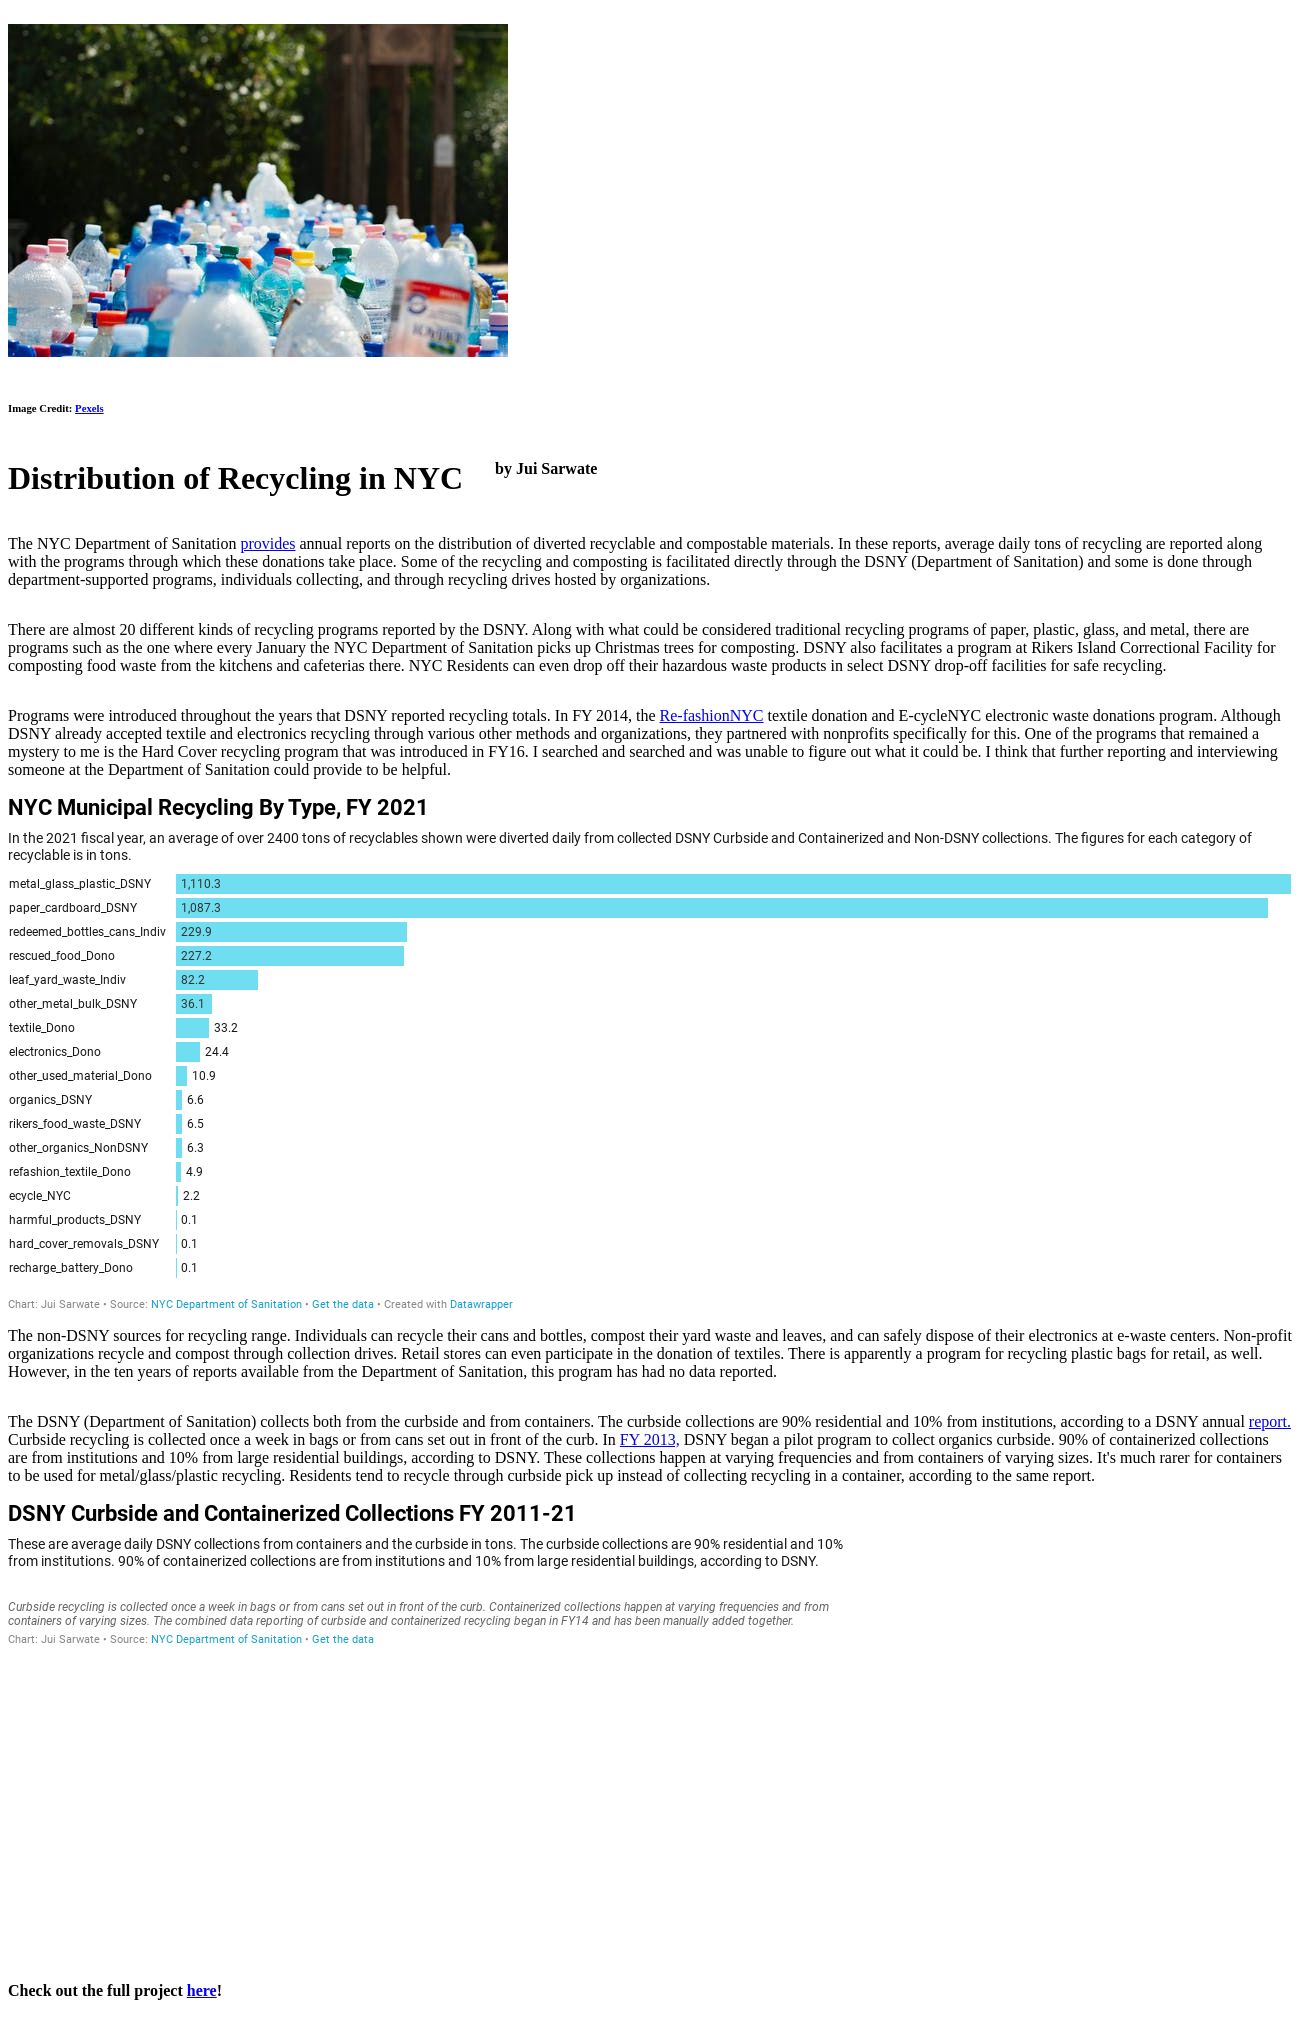 Image Credit: Pexels
Distribution of Recycling in NYC
by Jui Sarwate
The NYC Department of Sanitation provides annual reports on the distribution of diverted recyclable and compostable materials. In these reports, average daily tons of recycling are reported along
with the programs through which these donations take place. Some of the recycling and composting is facilitated directly through the DSNY (Department of Sanitation) and some is done through
department-supported programs, individuals collecting, and through recycling drives hosted by organizations.
There are almost 20 different kinds of recycling programs reported by the DSNY. Along with what could be considered traditional recycling programs of paper, plastic, glass, and metal, there are
programs such as the one where every January the NYC Department of Sanitation picks up Christmas trees for composting. DSNY also facilitates a program at Rikers Island Correctional Facility for
composting food waste from the kitchens and cafeterias there. NYC Residents can even drop off their hazardous waste products in select DSNY drop-off facilities for safe recycling.
Programs were introduced throughout the years that DSNY reported recycling totals. In FY 2014, the Re-fashionNYC textile donation and E-cycleNYC electronic waste donations program. Although
DSNY already accepted textile and electronics recycling through various other methods and organizations, they partnered with nonprofits specifically for this. One of the programs that remained a
mystery to me is the Hard Cover recycling program that was introduced in FY16. I searched and searched and was unable to figure out what it could be. I think that further reporting and interviewing
someone at the Department of Sanitation could provide to be helpful.
NYC Municipal Recycling By Type, FY 2021
In the 2021 fiscal year, an average of over 2400 tons of recyclables shown were diverted daily from collected DSNY Curbside and Containerized and Non-DSNY collections. The figures for each category of
recyclable is in tons.
metal_glass_plastic_DSNY 1,110.3
paper_cardboard_DSNY 1,087.3
redeemed_bottles_cans_Indiv 229.9
rescued_food_Dono 227.2
leaf_yard_waste_Indiv 82.2
other_metal_bulk_DSNY 36.1
textile_Dono 33.2
electronics_Dono 24.4
other_used_material_Dono 10.9
organics_DSNY 6.6
rikers_food_waste_DSNY 6.5
other_organics_NonDSNY 6.3
refashion_textile_Dono 4.9
ecycle_NYC 2.2
harmful_products_DSNY 0.1
hard_cover_removals_DSNY 0.1
recharge_battery_Dono 0.1
Chart: Jui Sarwate • Source: NYC Department of Sanitation • Get the data • Created with Datawrapper
The non-DSNY sources for recycling range. Individuals can recycle their cans and bottles, compost their yard waste and leaves, and can safely dispose of their electronics at e-waste centers. Non-profit
organizations recycle and compost through collection drives. Retail stores can even participate in the donation of textiles. There is apparently a program for recycling plastic bags for retail, as well.
However, in the ten years of reports available from the Department of Sanitation, this program has had no data reported.
The DSNY (Department of Sanitation) collects both from the curbside and from containers. The curbside collections are 90% residential and 10% from institutions, according to a DSNY annual report.
Curbside recycling is collected once a week in bags or from cans set out in front of the curb. In FY 2013, DSNY began a pilot program to collect organics curbside. 90% of containerized collections
are from institutions and 10% from large residential buildings, according to DSNY. These collections happen at varying frequencies and from containers of varying sizes. It's much rarer for containers
to be used for metal/glass/plastic recycling. Residents tend to recycle through curbside pick up instead of collecting recycling in a container, according to the same report.
DSNY Curbside and Containerized Collections FY 2011-21
These are average daily DSNY collections from containers and the curbside in tons. The curbside collections are 90% residential and 10%
from institutions. 90% of containerized collections are from institutions and 10% from large residential buildings, according to DSNY.
Curbside recycling is collected once a week in bags or from cans set out in front of the curb. Containerized collections happen at varying frequencies and from
containers of varying sizes. The combined data reporting of curbside and containerized recycling began in FY14 and has been manually added together.
Chart: Jui Sarwate • Source: NYC Department of Sanitation • Get the data
Check out the full project here!